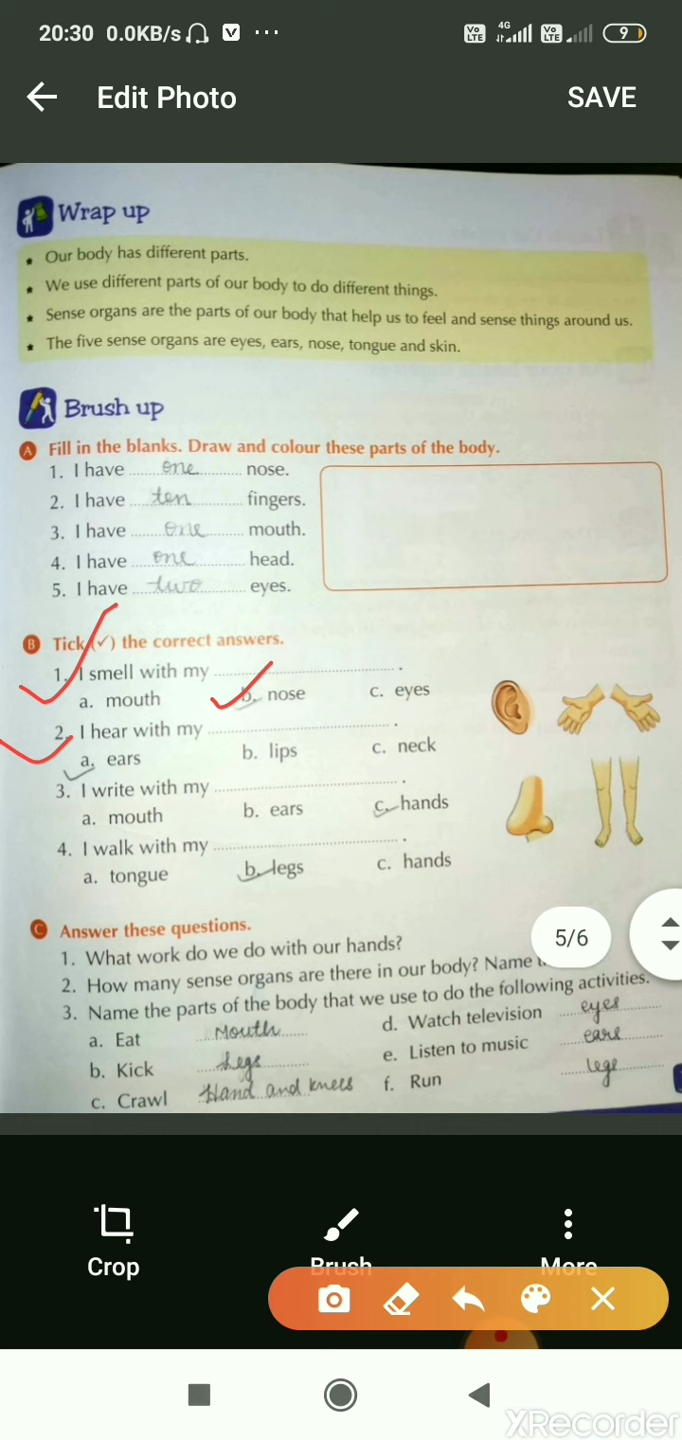 20:30 0.0KB/s V ... Vo LTE 4G Vo LTE 9
Edit Photo SAVE
Wrap up
Our body has different parts.
We use different parts of our body to do different things.
Sense organs are the parts of our body that help us to feel and sense things around us.
The five sense organs are eyes, ears, nose, tongue and skin.
Brush up
A Fill in the blanks. Draw and colour these parts of the body.
1. I have one nose.
2. I have ten fingers.
3. I have one mouth.
4. I have one head.
5. I have two eyes.
B Tick (✓) the correct answers.
1. I smell with my .
a. mouth b. nose c. eyes
2. I hear with my .
a. ears b. lips c. neck
3. I write with my .
a. mouth b. ears c. hands
4. I walk with my .
a. tongue b. legs c. hands
C Answer these questions.
5/6
1. What work do we do with our hands?
2. How many sense organs are there in our body? Name
3. Name the parts of the body that we use to do the following activities.
a. Eat Mouth d. Watch television eyes
b. Kick Legs e. Listen to music ears
c. Crawl Hand and knees f. Run legs
Crop Brush More
XRecorder